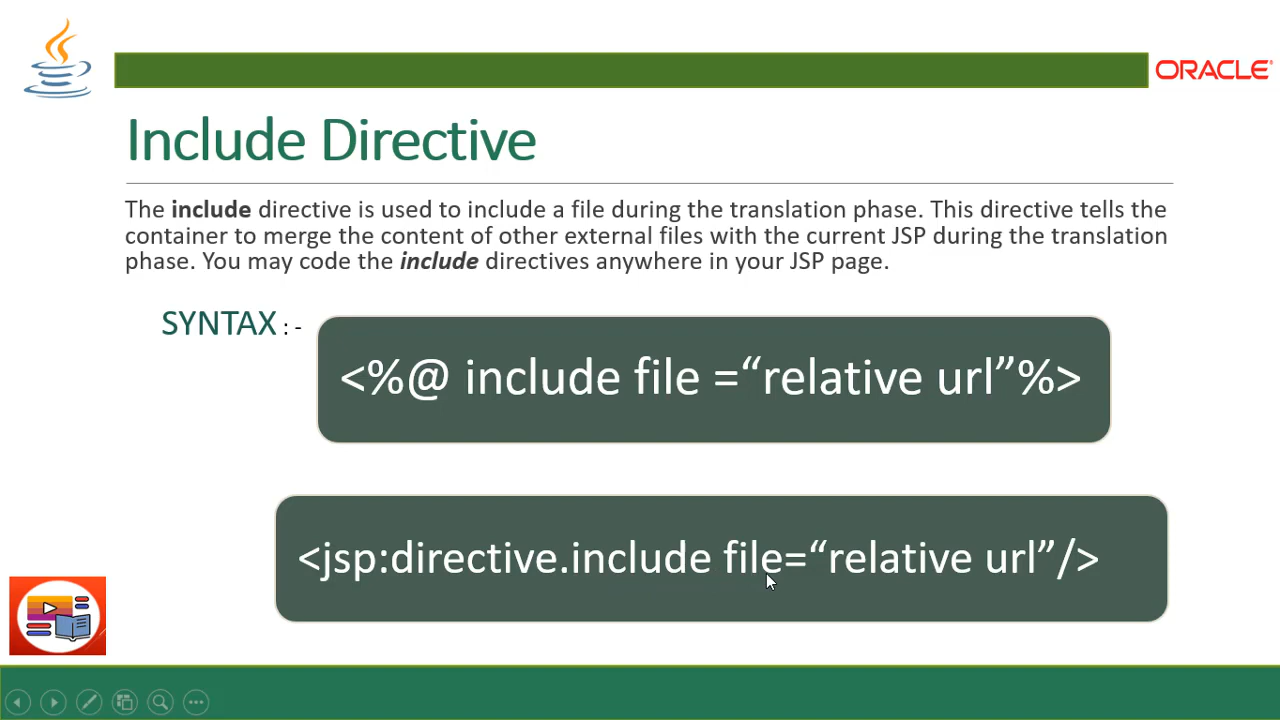 ORACLE
Include Directive
The include directive is used to include a file during the translation phase. This directive tells the
container to merge the content of other external files with the current JSP during the translation
phase. You may code the include directives anywhere in your JSP page.
SYNTAX : -
<%@ include file =“relative url”%>
<jsp:directive.include file=“relative url”/>